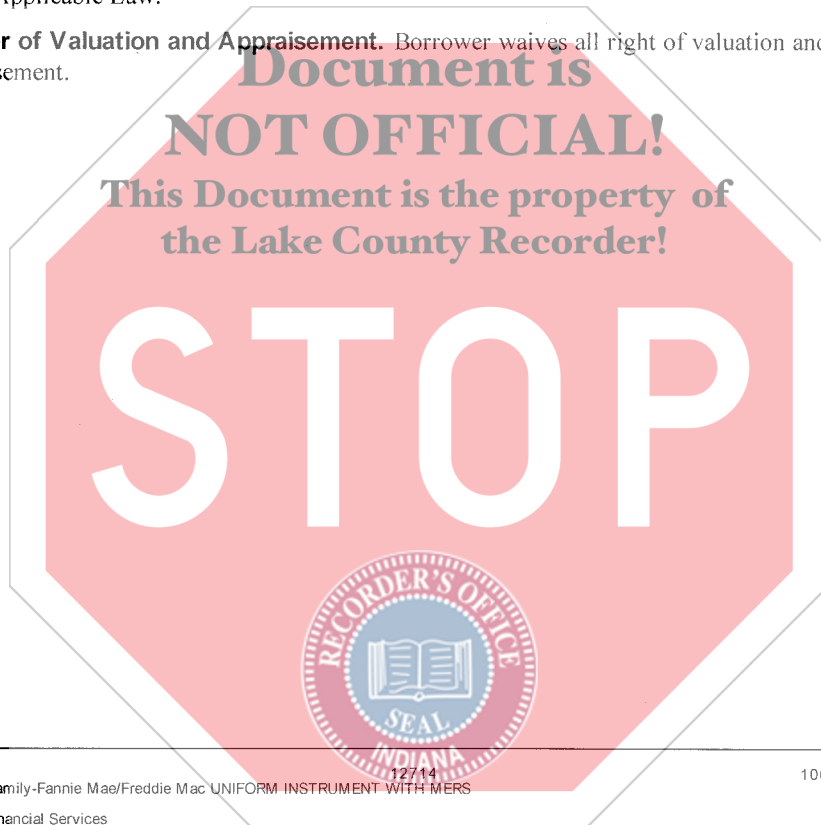 Applicable Law.
r of Valuation and Appraisement. Borrower waives all right of valuation and
sement.
Document is
NOT OFFICIAL!
This Document is the property of
the Lake County Recorder!
STOP
RECORDER'S OFFICE
SEAL
INDIANA
12714
amily-Fannie Mae/Freddie Mac UNIFORM INSTRUMENT WITH MERS
nancial Services